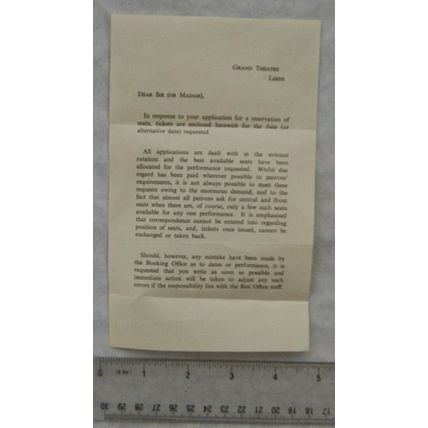 GRAND THEATRE
LEEDS
DEAR SIR (OR MADAM),
In response to your application for a reservation of
seats, tickets are enclosed herewith for the date (or
alternative date) requested.
All applications are dealt with in the strictest
rotation and the best available seats have been
allocated for the performance requested. Whilst due
regard has been paid wherever possible to patrons'
requirements, it is not always possible to meet these
requests owing to the enormous demand, and to the
fact that almost all patrons ask for central and front
seats when there are, of course, only a few such seats
available for any one performance. It is emphasised
that correspondence cannot be entered into regarding
position of seats, and, tickets once issued, cannot be
exchanged or taken back.
Should, however, any mistake have been made by
the Booking Office as to dates or performance, it is
requested that you write as soon as possible and
immediate action will be taken to adjust any such
errors if the responsibility lies with the Box Office staff.
0 1 2 3 4 5
30 29 28 27 26 25 24 23 22 21 20 19 18 17